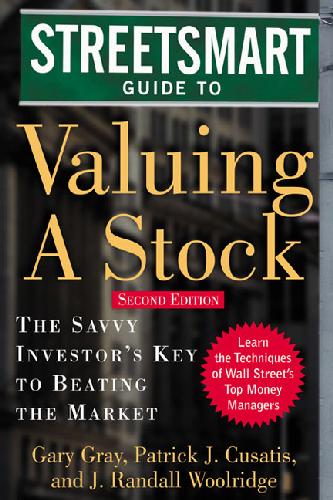 STREETSMART
GUIDE TO
Valuing
A Stock
SECOND EDITION
THE SAVVY
INVESTOR'S KEY
TO BEATING
THE MARKET
Learn
the Techniques
of Wall Street's
Top Money
Managers
Gary Gray, Patrick J. Cusatis,
and J. Randall Woolridge